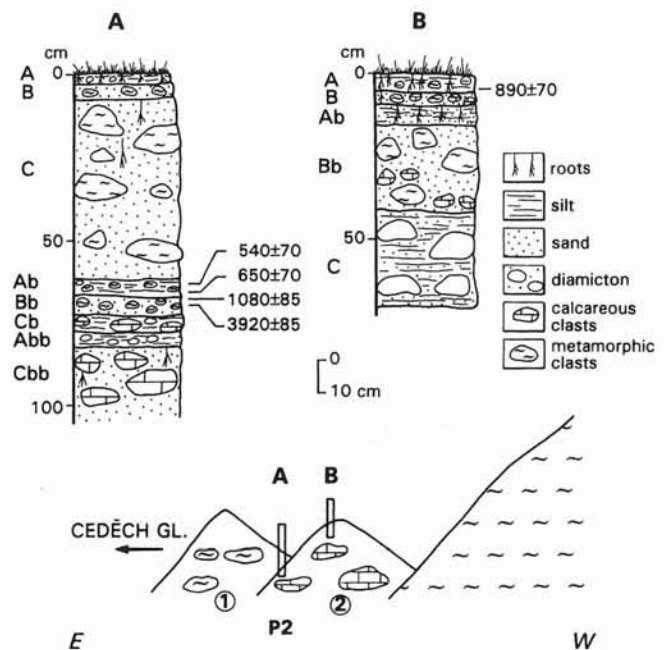 A
cm
A
0
B
C
50
Ab
Bb
Cb
Abb
Cbb
100
540±70
650±70
1080±85
3920±85
B
cm
0
A
B
Ab
Bb
50
C
890±70
roots
silt
sand
diamicton
calcareous
clasts
metamorphic
clasts
0
10 cm
A
B
CEDĒCH GL.
1
2
P2
E
W